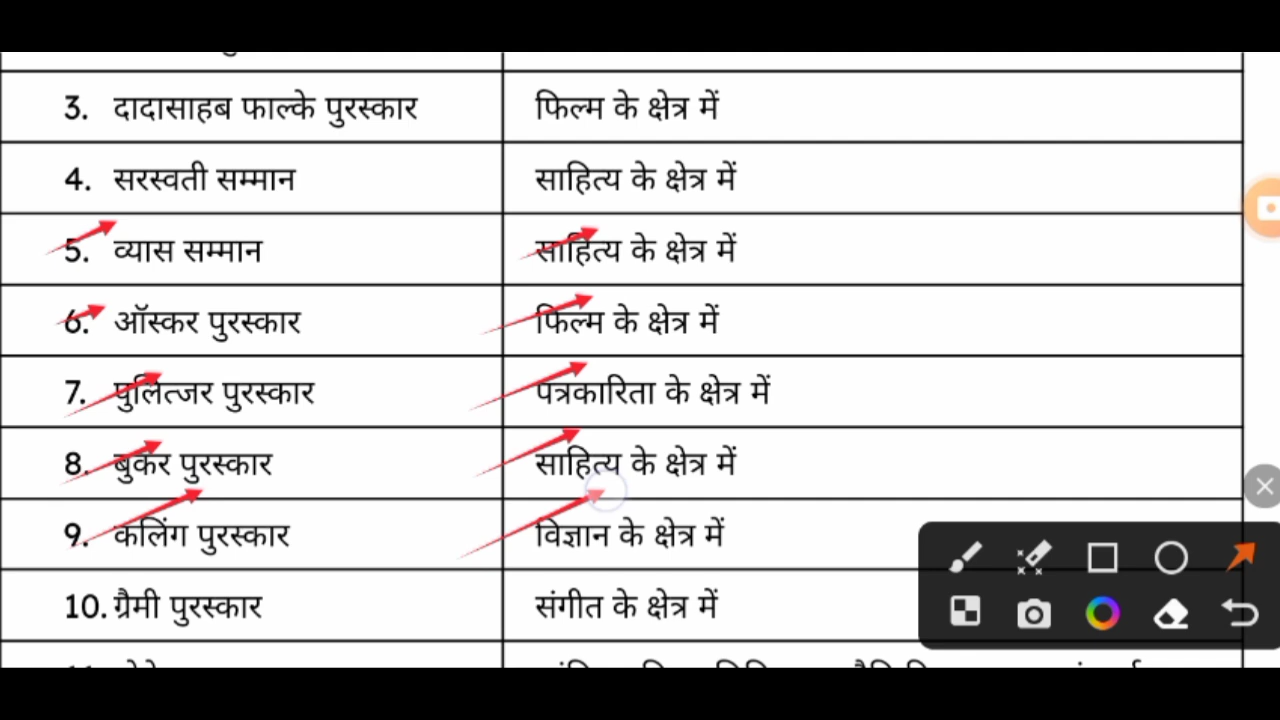 3. दादासाहब फाल्के पुरस्कार फिल्म के क्षेत्र में
4. सरस्वती सम्मान साहित्य के क्षेत्र में
5. व्यास सम्मान साहित्य के क्षेत्र में
6. ऑस्कर पुरस्कार फिल्म के क्षेत्र में
7. पुलित्जर पुरस्कार पत्रकारिता के क्षेत्र में
8. बुकर पुरस्कार साहित्य के क्षेत्र में
9. कलिंग पुरस्कार विज्ञान के क्षेत्र में
10. ग्रैमी पुरस्कार संगीत के क्षेत्र में